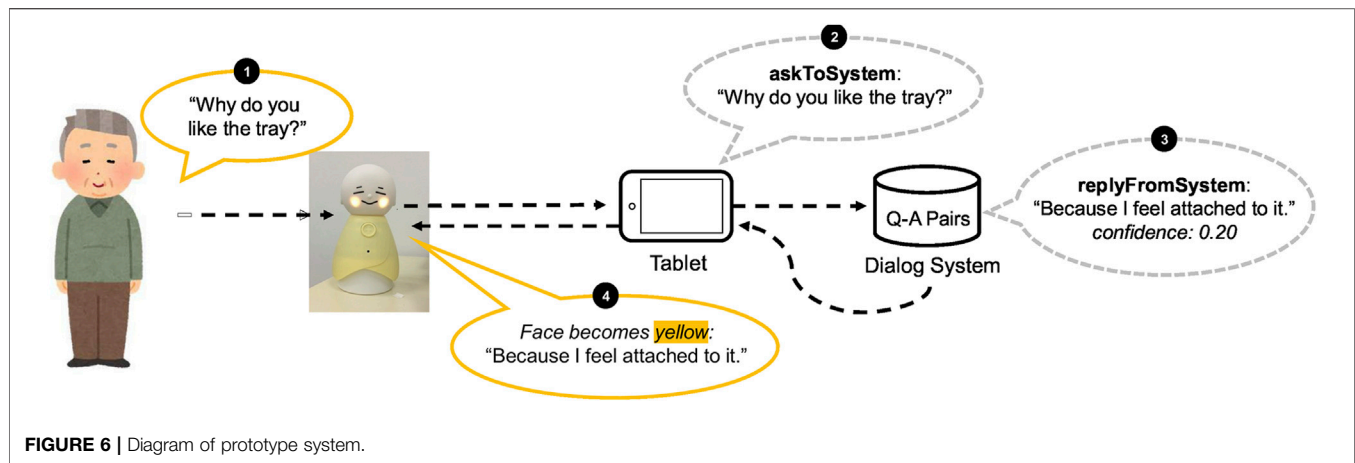 1
“Why do you
like the tray?”
2
askToSystem:
“Why do you like the tray?”
3
replyFromSystem:
“Because I feel attached to it.”
confidence: 0.20
Q-A Pairs
Tablet
Dialog System
4
Face becomes yellow:
“Because I feel attached to it.”
FIGURE 6 | Diagram of prototype system.